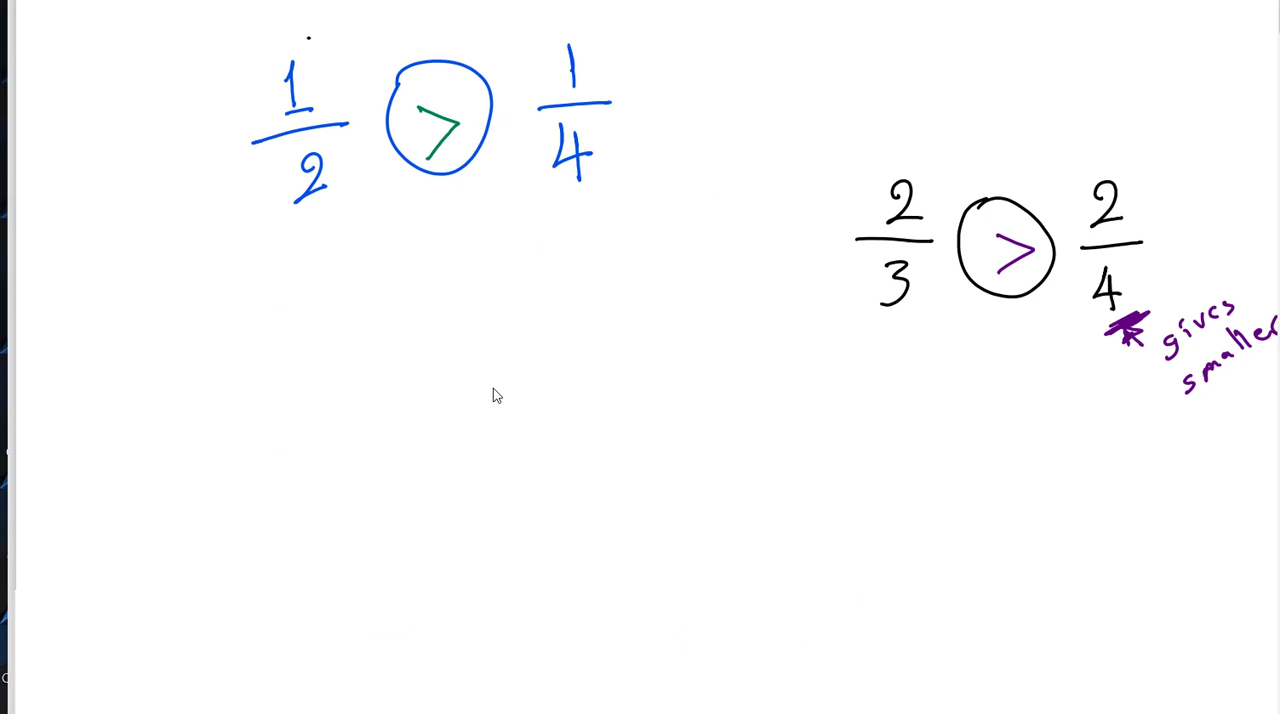 1/2 > 1/4
2/3 > 2/4
gives
smaller